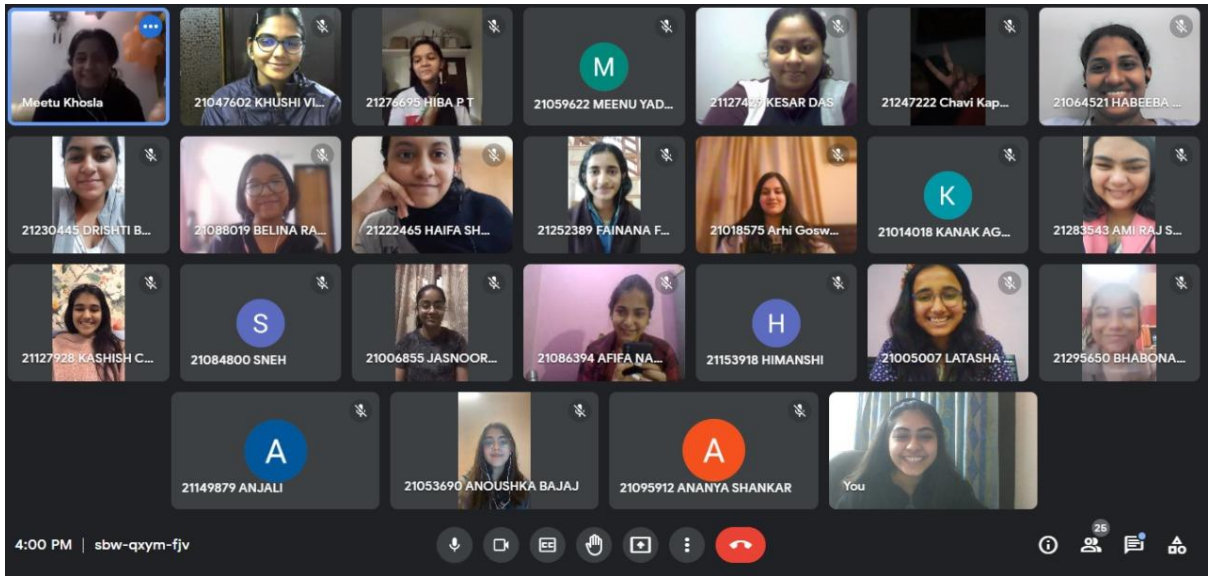 Meetu Khosla
21047602 KHUSHI VI...
21276695 HIBA P T
M
21059622 MEENU YAD...
21127429 KESAR DAS
21247222 Chavi Kap...
21064521 HABEEBA ...
21230445 DRISHTI B...
21088019 BELINA RA...
21222465 HAIFA SH...
21252389 FAINANA F...
21018575 Arhi Gosw...
K
21014018 KANAK AG...
21283543 AMI RAJ S...
21127928 KASHISH C...
S
21084800 SNEH
21006855 JASNOOR...
21086394 AFIFA NA...
H
21153918 HIMANSHI
21005007 LATASHA ...
21295650 BHABONA...
A
21149879 ANJALI
21053690 ANOUSHKA BAJAJ
A
21095912 ANANYA SHANKAR
You
4:00 PM | sbw-qxym-fjv
CC
25